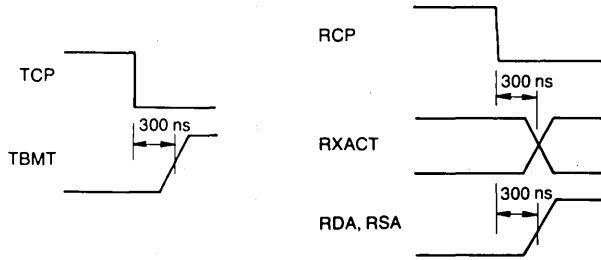 TCP
300 ns
TBMT
RCP
300 ns
RXACT
300 ns
RDA, RSA